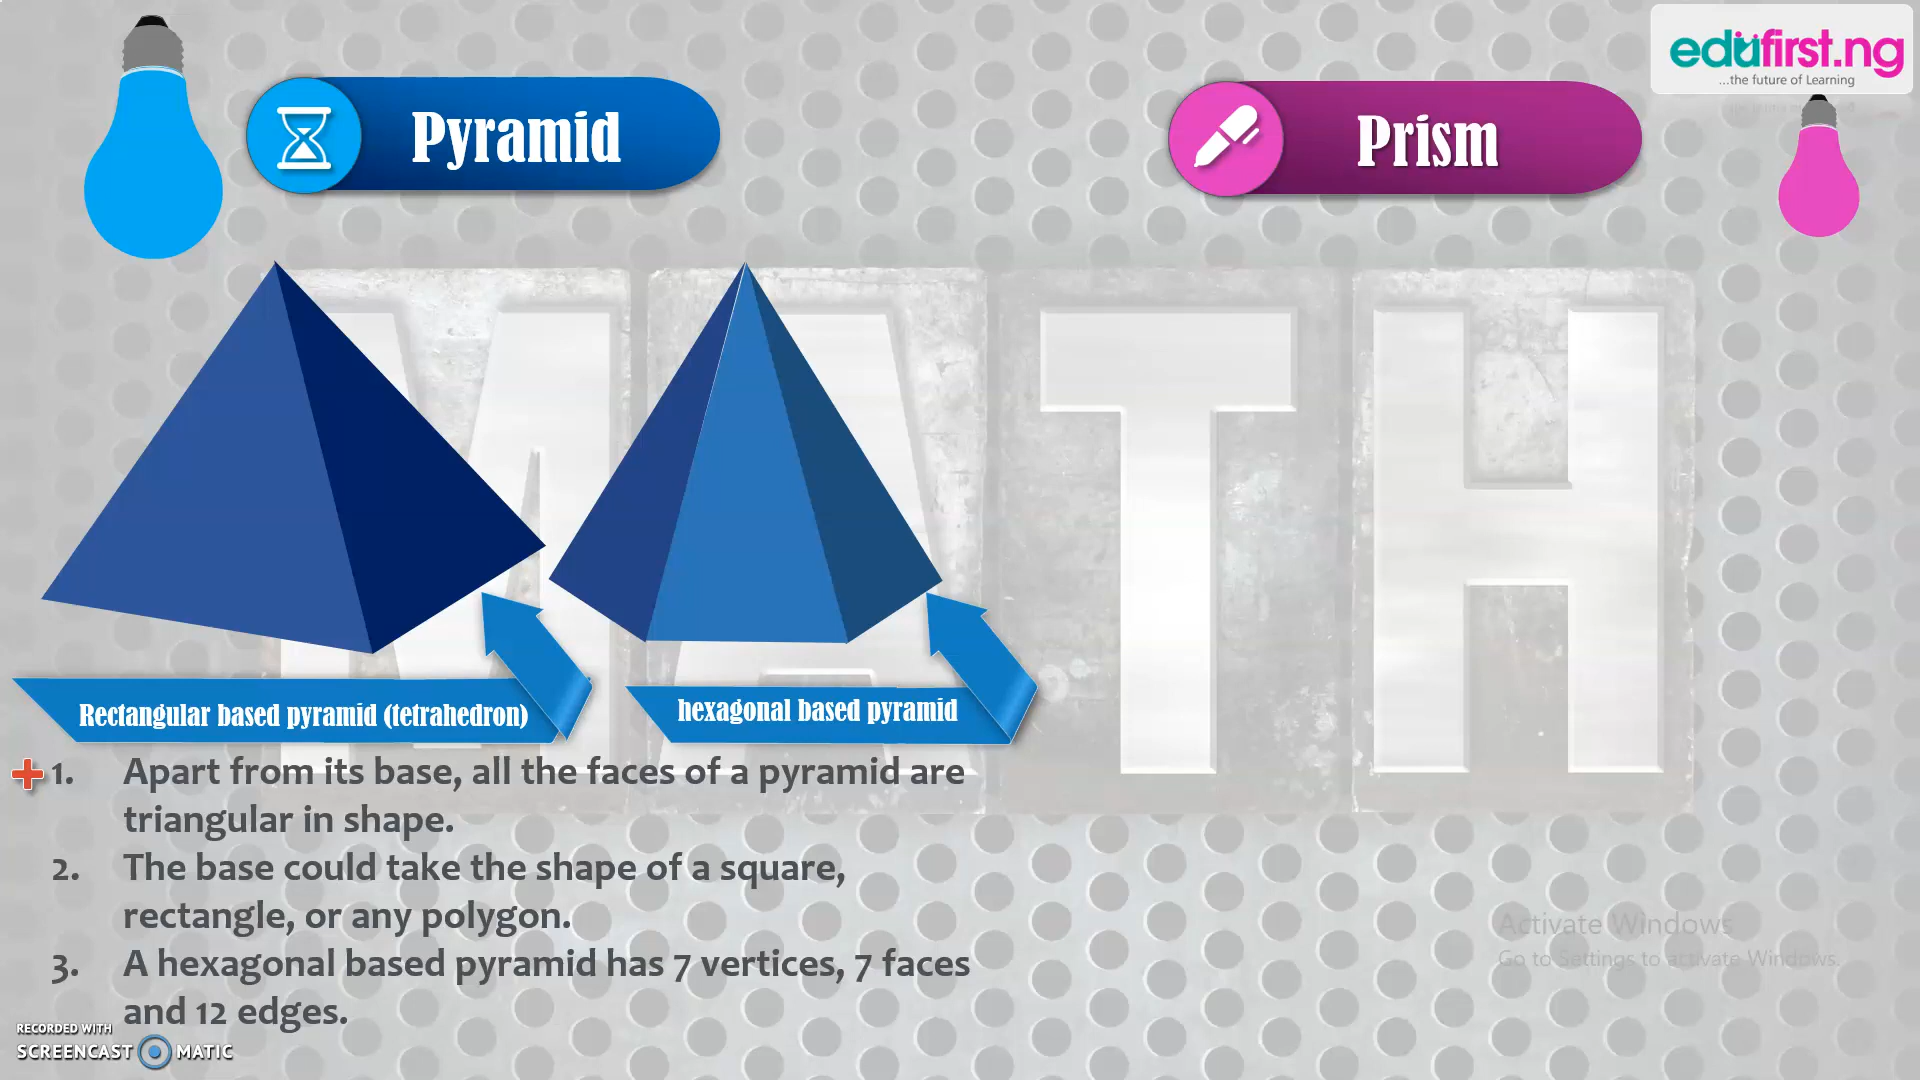 edufirst.ng
...the future of Learning
Pyramid
Prism
MATH
Rectangular based pyramid (tetrahedron)
hexagonal based pyramid
1. Apart from its base, all the faces of a pyramid are
triangular in shape.
2. The base could take the shape of a square,
rectangle, or any polygon.
3. A hexagonal based pyramid has 7 vertices, 7 faces
and 12 edges.
Activate Windows
Go to Settings to activate Windows.
RECORDED WITH
SCREENCAST MATIC